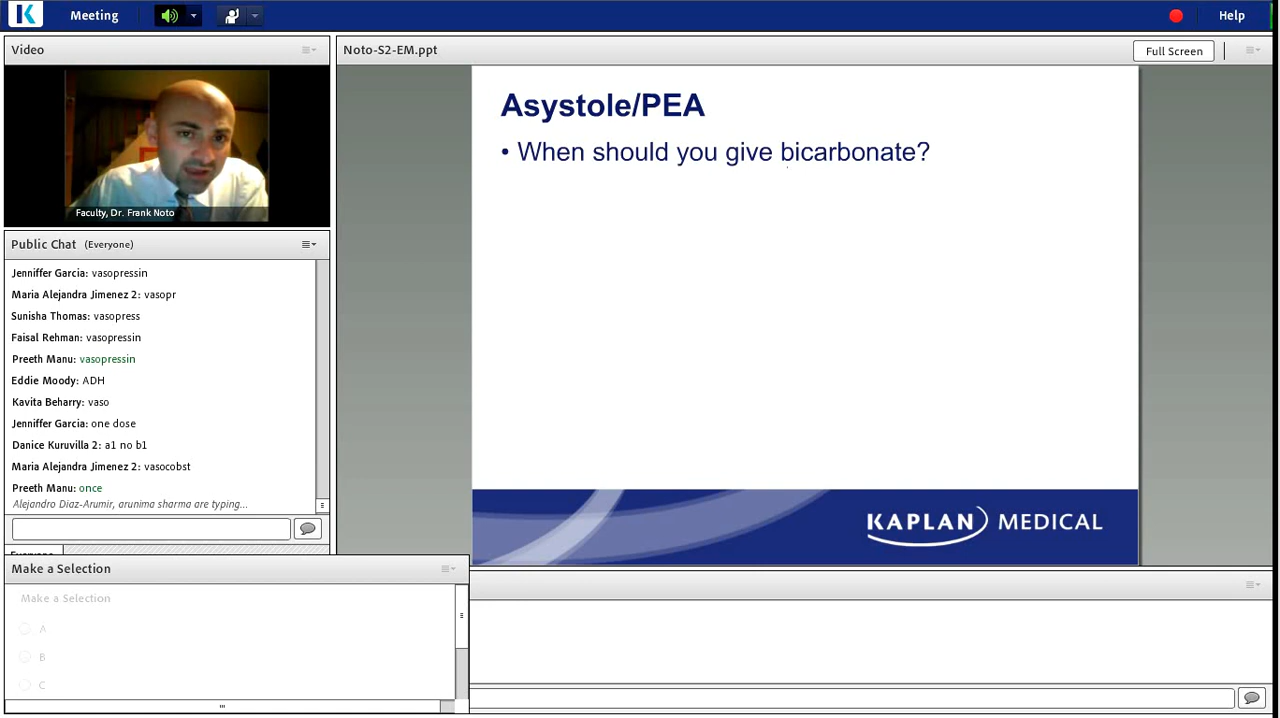 Meeting
Help
Video
Faculty, Dr. Frank Noto
Public Chat (Everyone)
Jenniffer Garcia: vasopressin
Maria Alejandra Jimenez 2: vasopr
Sunisha Thomas: vasopress
Faisal Rehman: vasopressin
Preeth Manu: vasopressin
Eddie Moody: ADH
Kavita Beharry: vaso
Jenniffer Garcia: one dose
Danice Kuruvilla 2: a1 no b1
Maria Alejandra Jimenez 2: vasocobst
Preeth Manu: once
Alejandro Diaz-Arumir, arunima sharma are typing...
Everyone
Make a Selection
Make a Selection
A
B
C
Noto-S2-EM.ppt
Full Screen
Asystole/PEA
• When should you give bicarbonate?
KAPLAN MEDICAL